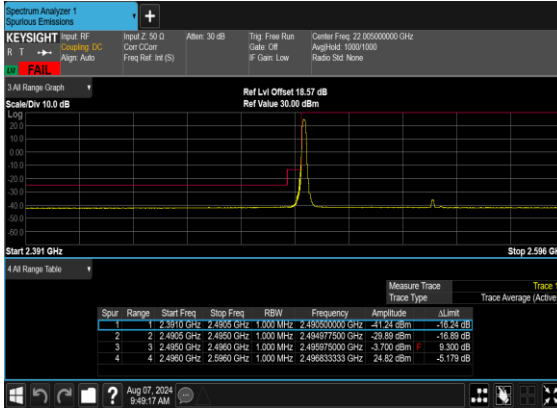 Spectrum Analyzer 1
Spurious Emissions
+
KEYSIGHT Input: RF Input Z: 50 Ω Atten: 30 dB Trig: Free Run Center Freq: 22.005000000 GHz
R T Coupling: DC Corr CCorr Gate: Off Avg|Hold: 1000/1000
Align: Auto Freq Ref: Int (S) IF Gain: Low Radio Std: None
FAIL
3 All Range Graph Ref Lvl Offset 18.57 dB
Scale/Div 10.0 dB Ref Value 30.00 dBm
Log
20.0
10.0
0.00
-10.0
-20.0
-30.0
-40.0
-50.0
-60.0
Start 2.391 GHz Stop 2.596 GH
4 All Range Table
Measure Trace Trace 1
Trace Type Trace Average (Active
Spur Range Start Freq Stop Freq RBW Frequency Amplitude ΔLimit
1 1 2.3910 GHz 2.4905 GHz 1.000 MHz 2.490500000 GHz -41.24 dBm -16.24 dB
2 2 2.4905 GHz 2.4950 GHz 1.000 MHz 2.494977500 GHz -29.89 dBm -16.89 dB
3 3 2.4950 GHz 2.4960 GHz 1.000 MHz 2.495975000 GHz -3.700 dBm F 9.300 dB
4 4 2.4960 GHz 2.5960 GHz 1.000 MHz 2.496833333 GHz 24.82 dBm -5.179 dB
? Aug 07, 2024
9:49:17 AM